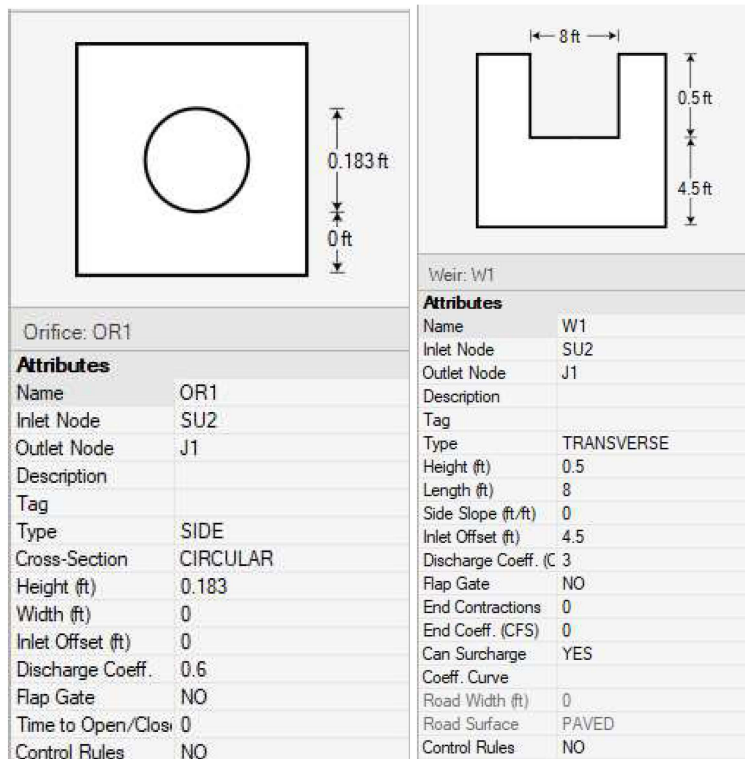 0.183 ft
0 ft
Orifice: OR1
Attributes
Name OR1
Inlet Node SU2
Outlet Node J1
Description
Tag
Type SIDE
Cross-Section CIRCULAR
Height (ft) 0.183
Width (ft) 0
Inlet Offset (ft) 0
Discharge Coeff. 0.6
Flap Gate NO
Time to Open/Clos 0
Control Rules NO
8 ft
0.5 ft
4.5 ft
Weir: W1
Attributes
Name W1
Inlet Node SU2
Outlet Node J1
Description
Tag
Type TRANSVERSE
Height (ft) 0.5
Length (ft) 8
Side Slope (ft/ft) 0
Inlet Offset (ft) 4.5
Discharge Coeff. (C 3
Flap Gate NO
End Contractions 0
End Coeff. (CFS) 0
Can Surcharge YES
Coeff. Curve
Road Width (ft) 0
Road Surface PAVED
Control Rules NO